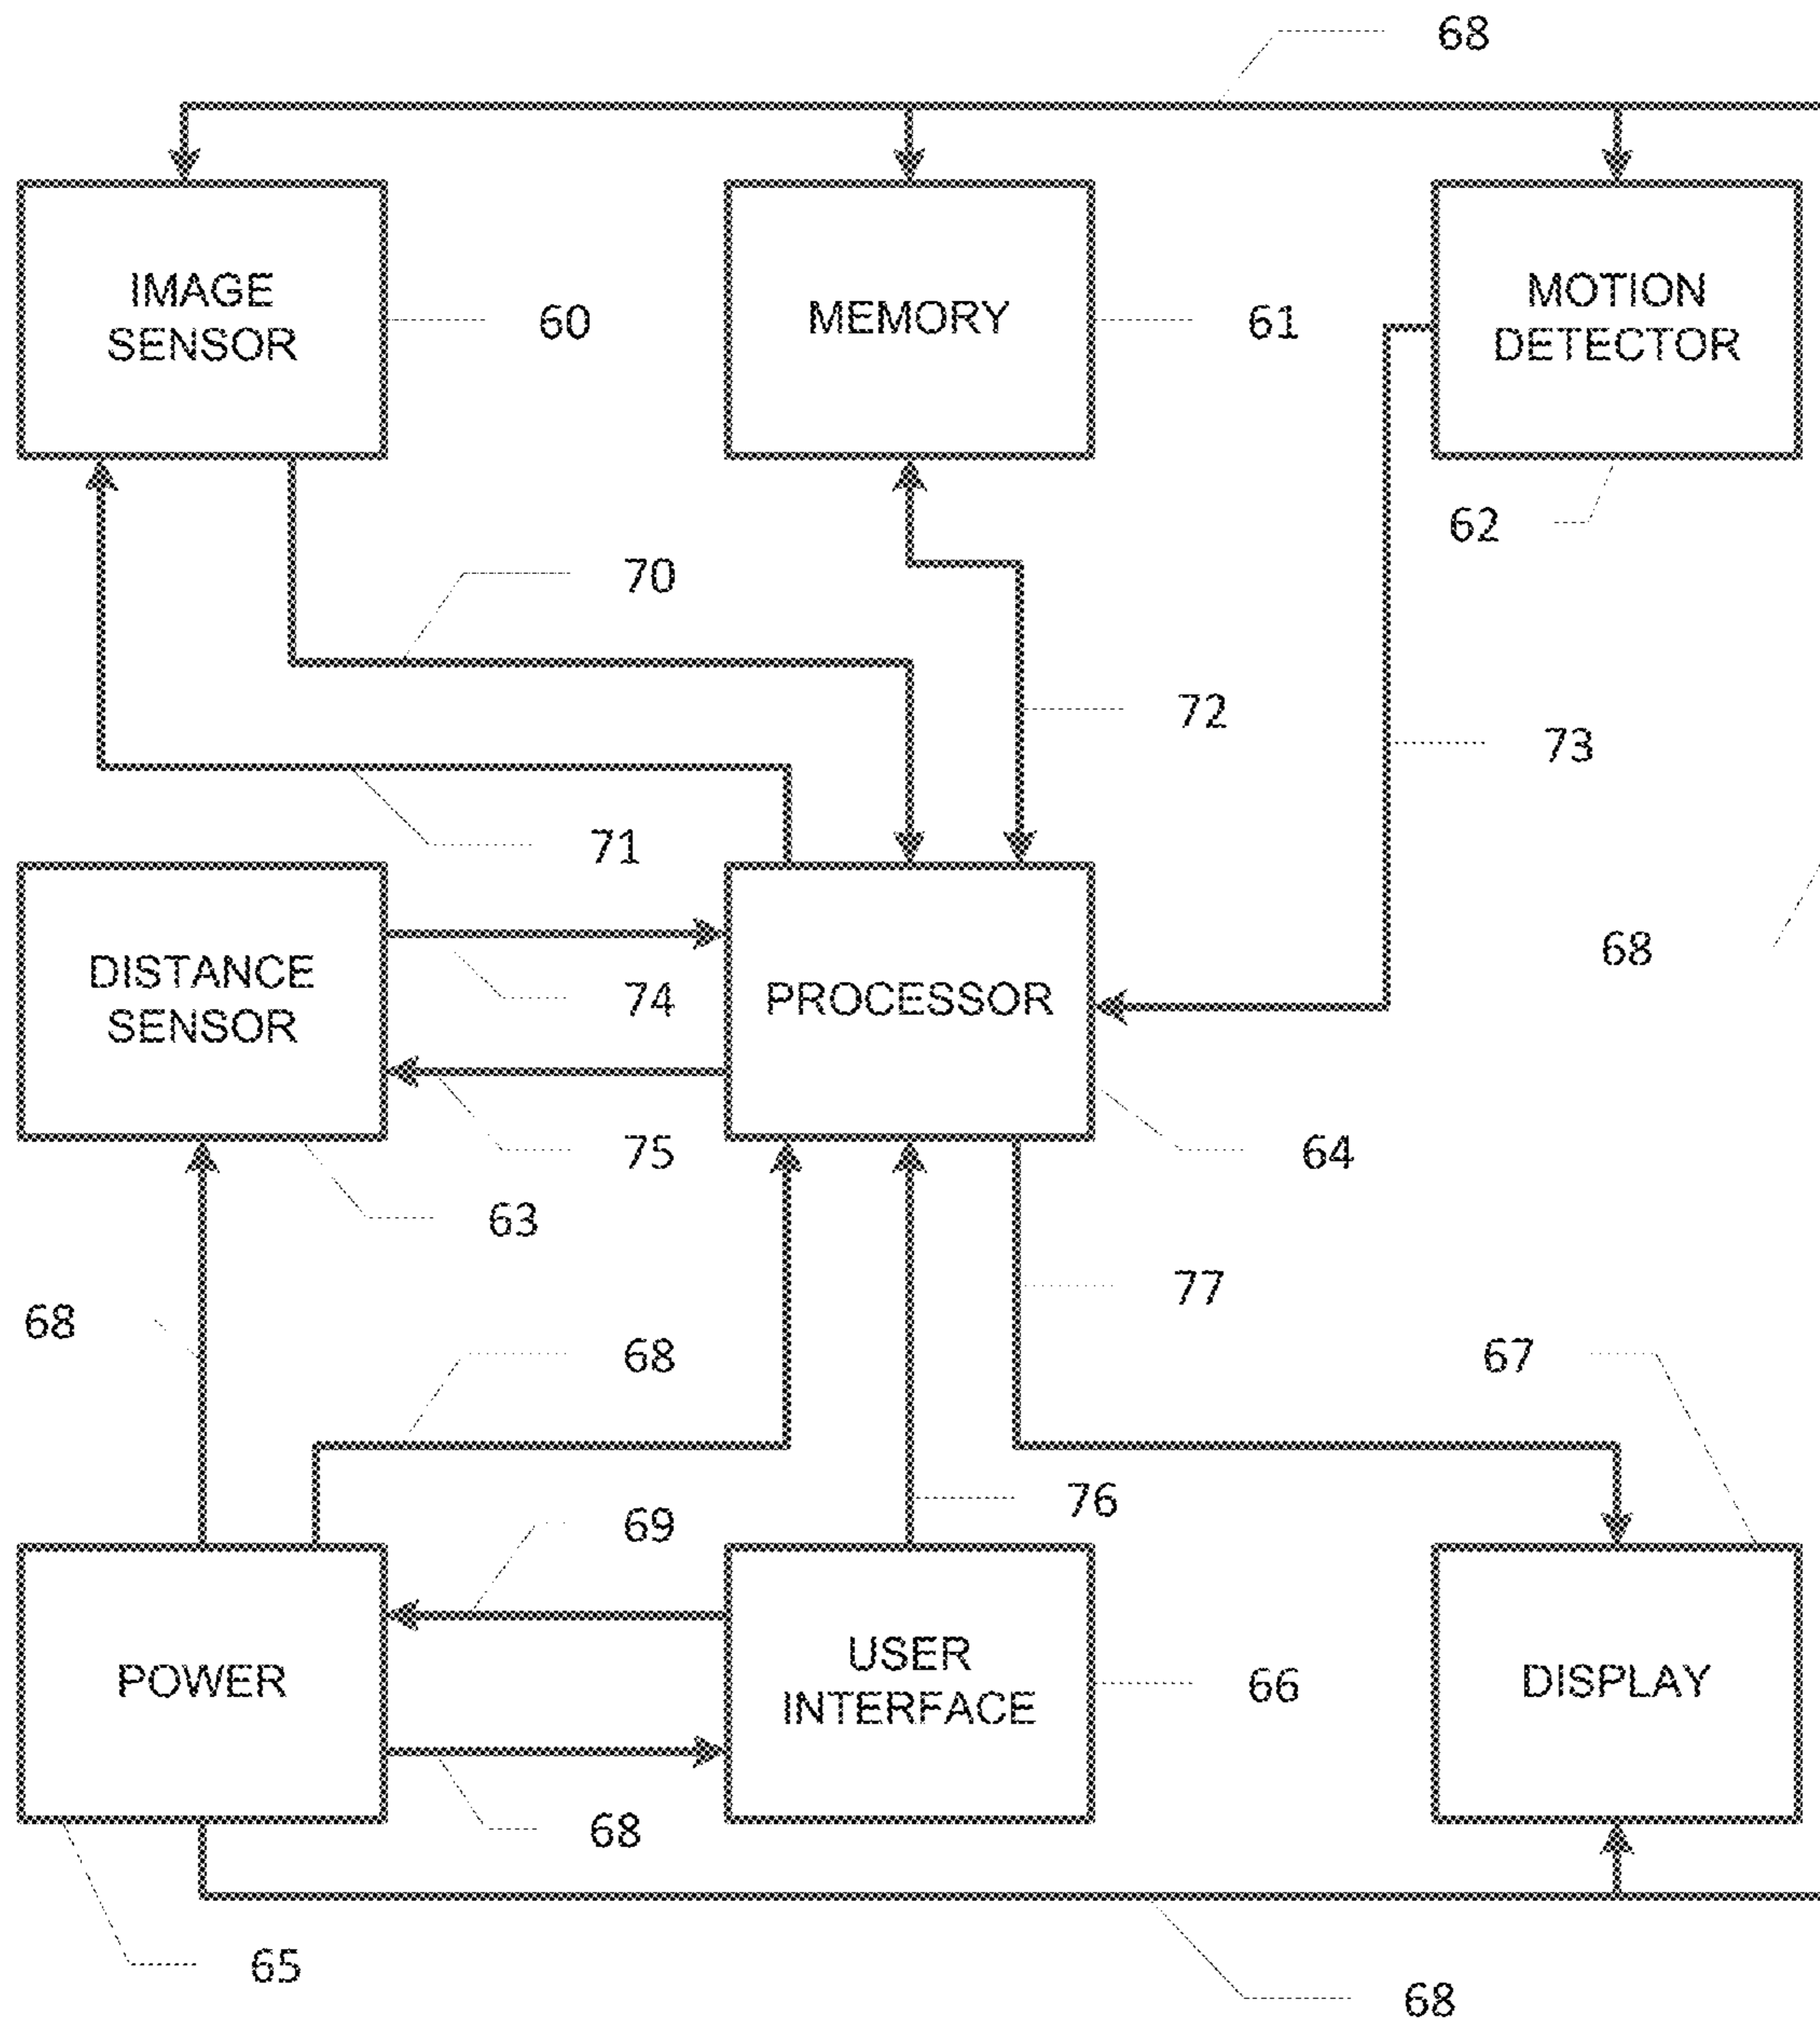 68
IMAGE
SENSOR
60
MEMORY
61
MOTION
DETECTOR
62
70
72
73
71
68
DISTANCE
SENSOR
74
PROCESSOR
75
64
63
77
68
68
67
76
69
POWER
USER
INTERFACE
66
DISPLAY
68
65
68